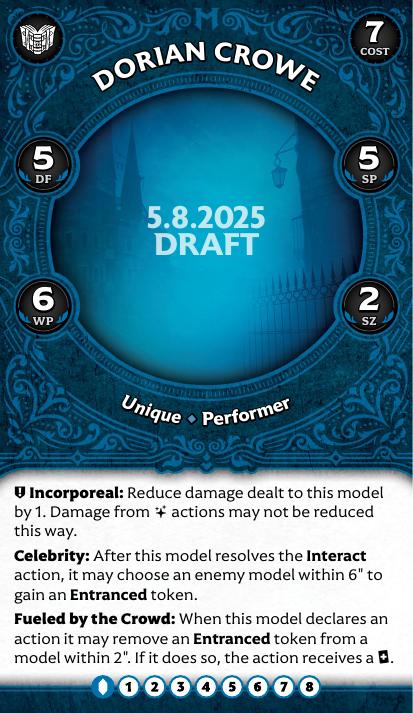 7
COST
DORIAN CROWE
5
DF
5
SP
5.8.2025
DRAFT
6
WP
2
SZ
Unique ◆ Performer
Incorporeal: Reduce damage dealt to this model
by 1. Damage from actions may not be reduced
this way.
Celebrity: After this model resolves the Interact
action, it may choose an enemy model within 6" to
gain an Entranced token.
Fueled by the Crowd: When this model declares an
action it may remove an Entranced token from a
model within 2". If it does so, the action receives a .
1 2 3 4 5 6 7 8